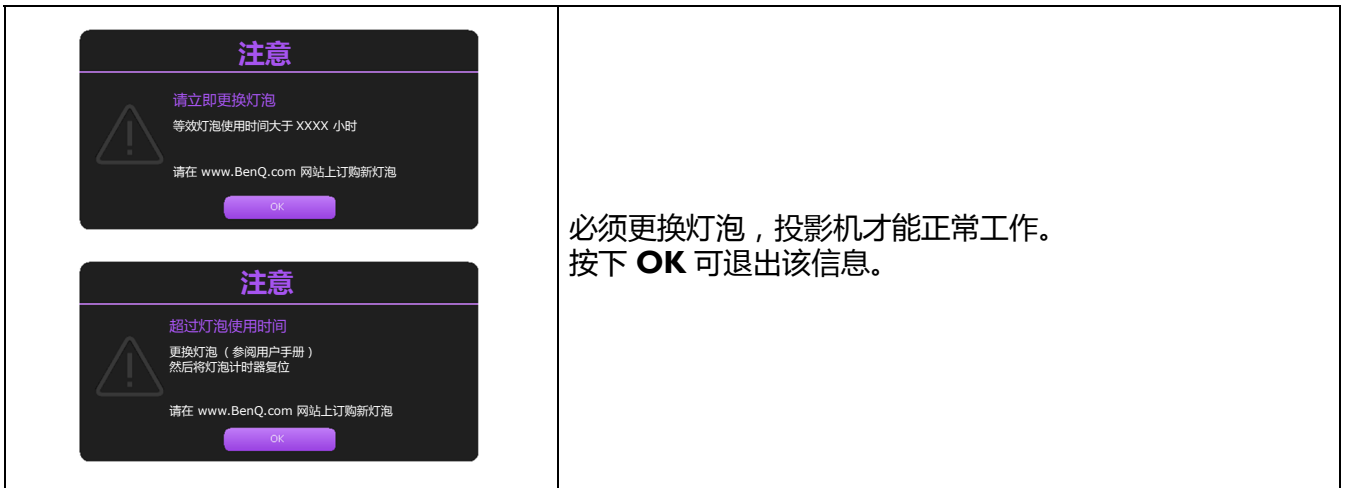 注意
请立即更换灯泡
等效灯泡使用时间大于 XXXX 小时
请在 www.BenQ.com 网站上订购新灯泡
OK
注意
超过灯泡使用时间
更换灯泡（参阅用户手册）
然后将灯泡计时器复位
请在 www.BenQ.com 网站上订购新灯泡
OK
必须更换灯泡，投影机才能正常工作。
按下 OK 可退出该信息。